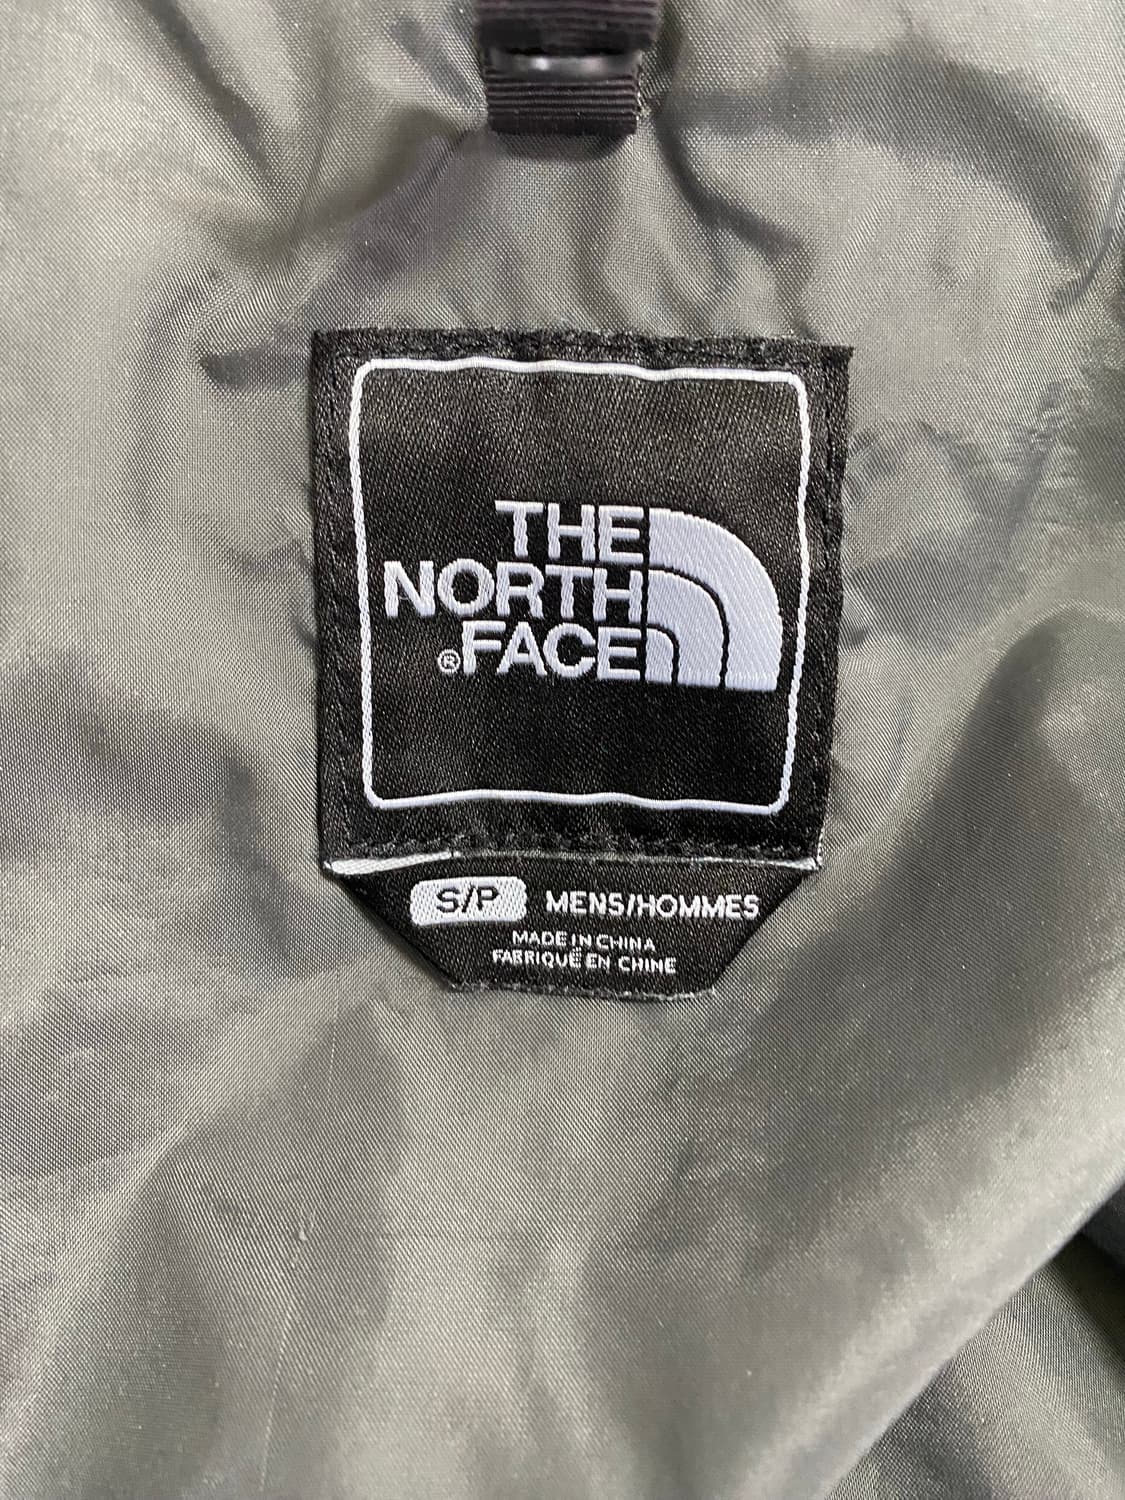 THE
NORTH
®FACE
S/P MENS/HOMMES
MADE IN CHINA
FABRIQUÉ EN CHINE